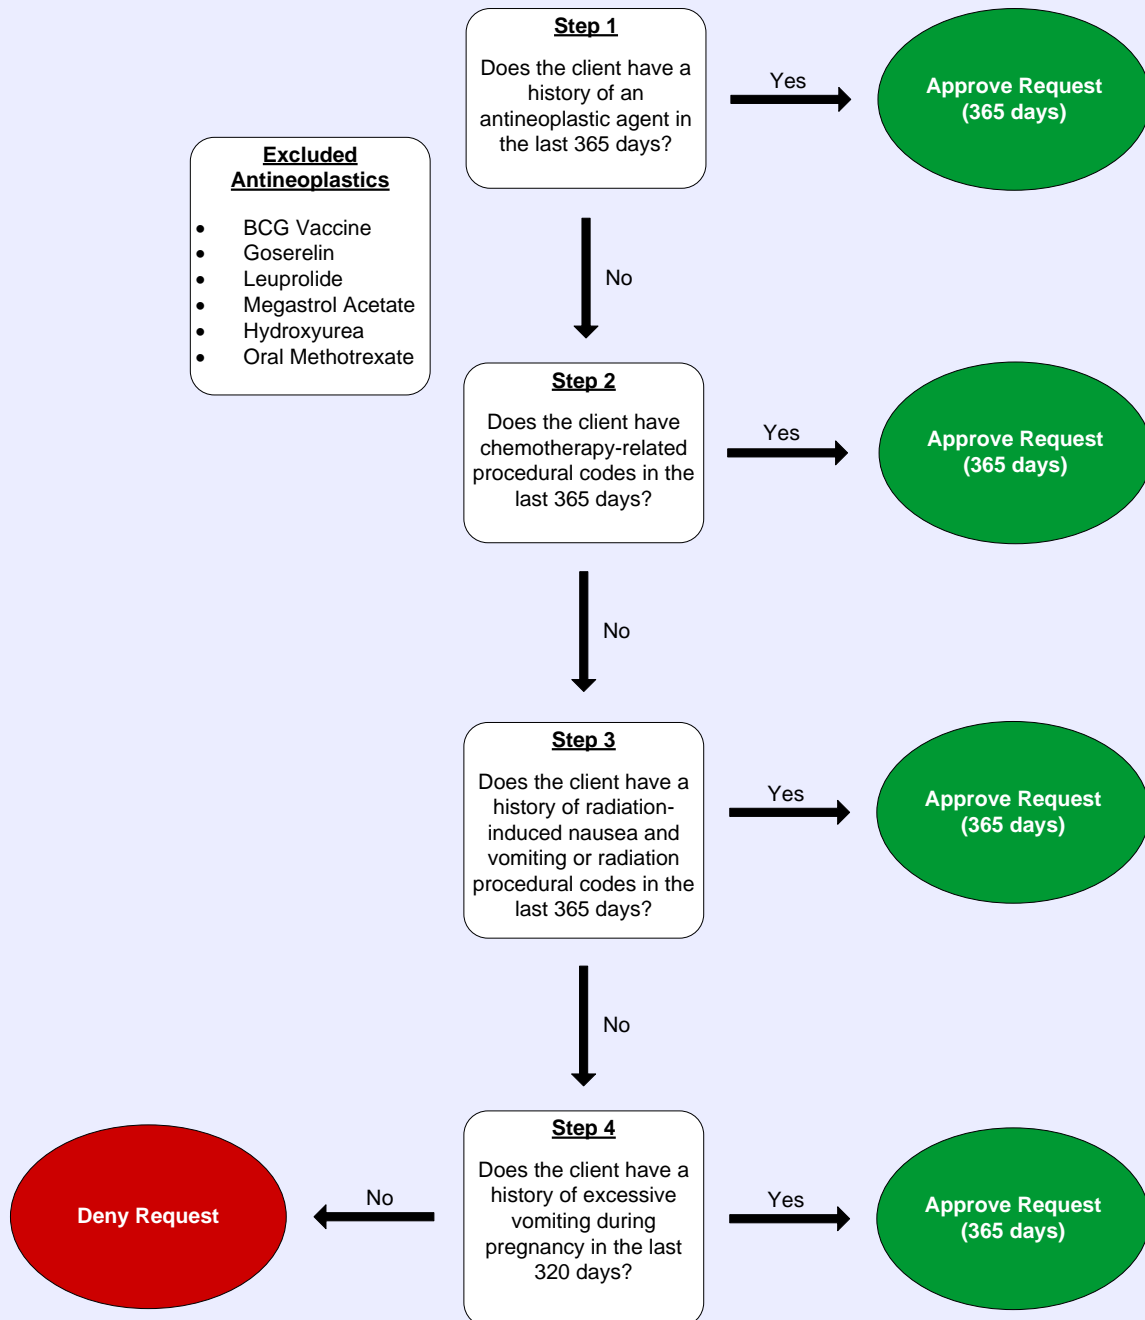 Step 1
Does the client have a
history of an
antineoplastic agent in
the last 365 days?
Yes
Approve Request
(365 days)
Excluded
Antineoplastics
• BCG Vaccine
• Goserelin
• Leuprolide
• Megastrol Acetate
• Hydroxyurea
• Oral Methotrexate
No
Step 2
Does the client have
chemotherapy-related
procedural codes in the
last 365 days?
Yes
Approve Request
(365 days)
No
Step 3
Does the client have a
history of radiation-
induced nausea and
vomiting or radiation
procedural codes in the
last 365 days?
Yes
Approve Request
(365 days)
No
Step 4
Does the client have a
history of excessive
vomiting during
pregnancy in the last
320 days?
No
Deny Request
Yes
Approve Request
(365 days)